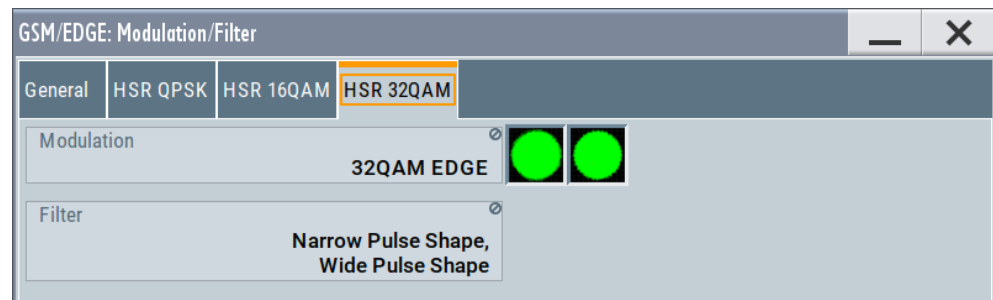 GSM/EDGE: Modulation/Filter
General HSR QPSK HSR 16QAM HSR 32QAM
Modulation
32QAM EDGE
Filter
Narrow Pulse Shape,
Wide Pulse Shape